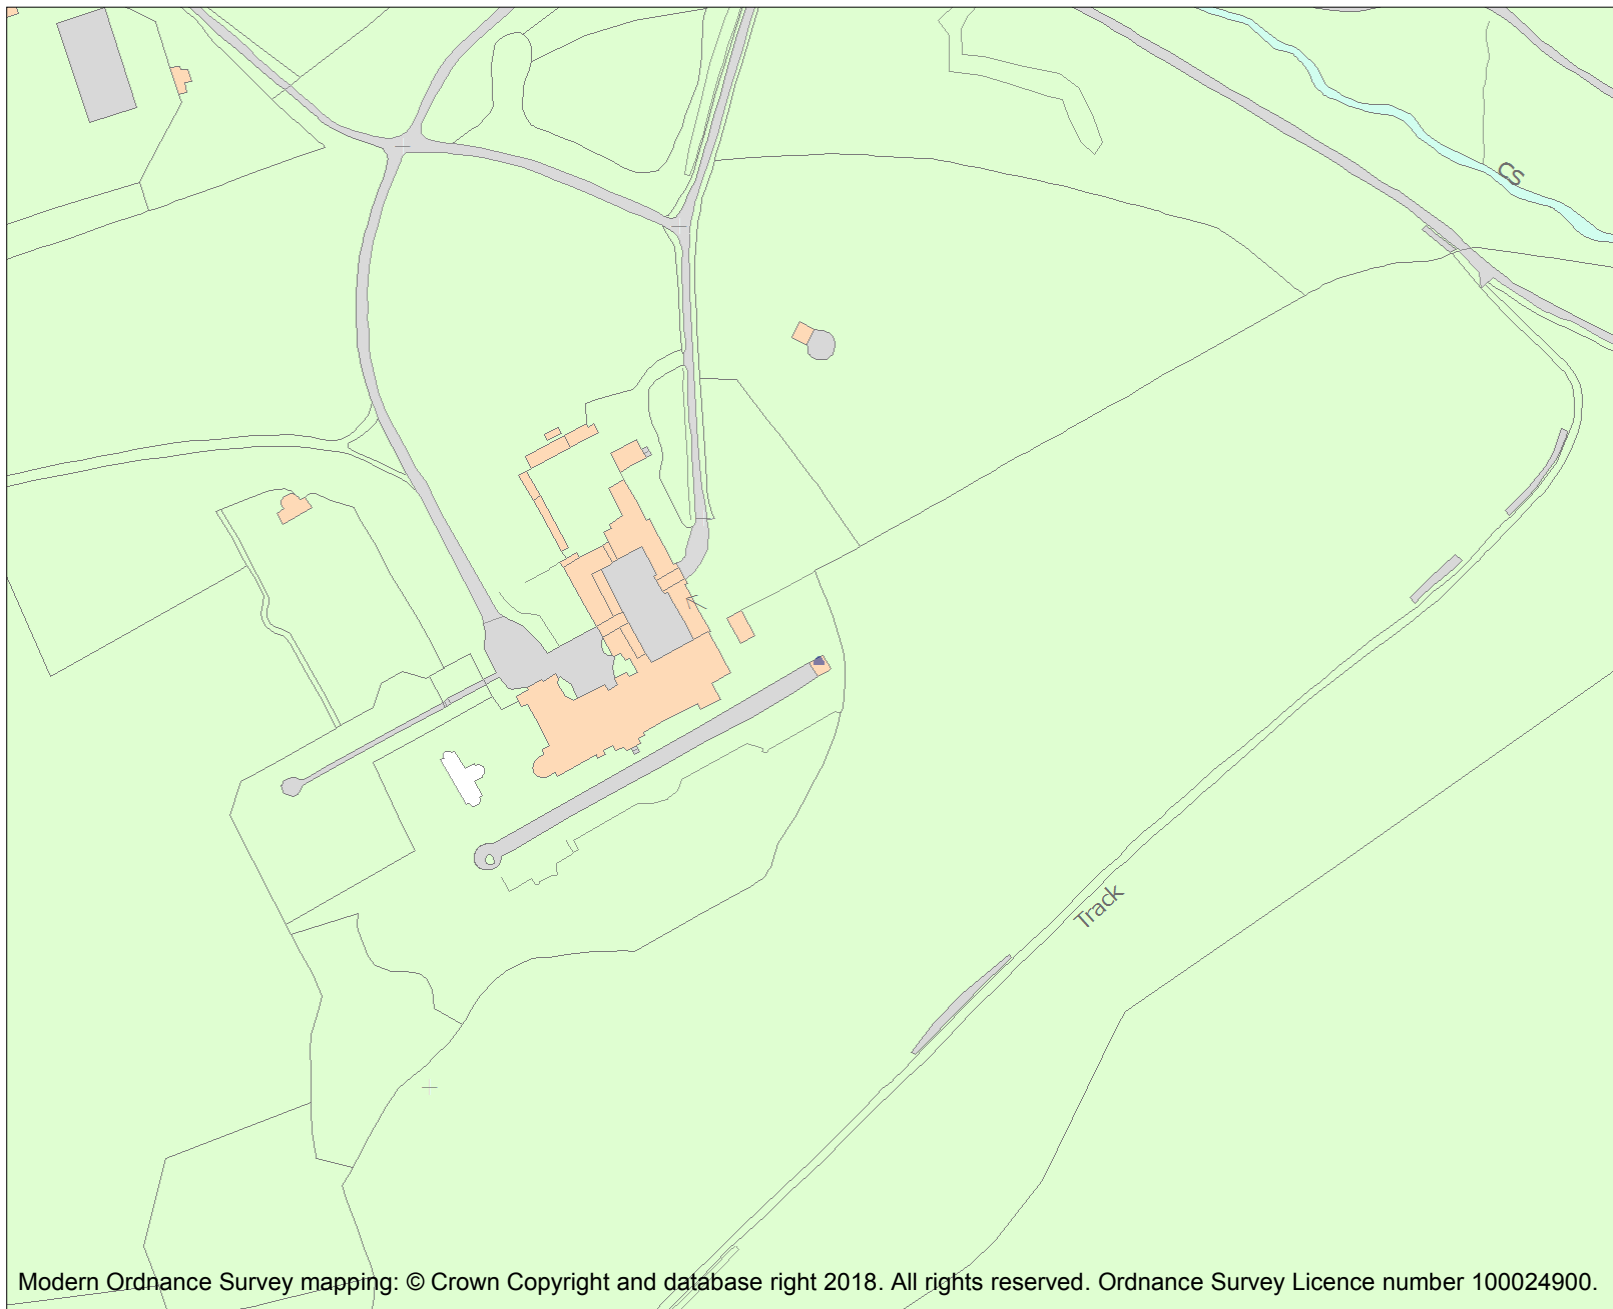 CS
Track
Modern Ordnance Survey mapping: © Crown Copyright and database right 2018. All rights reserved. Ordnance Survey Licence number 100024900.